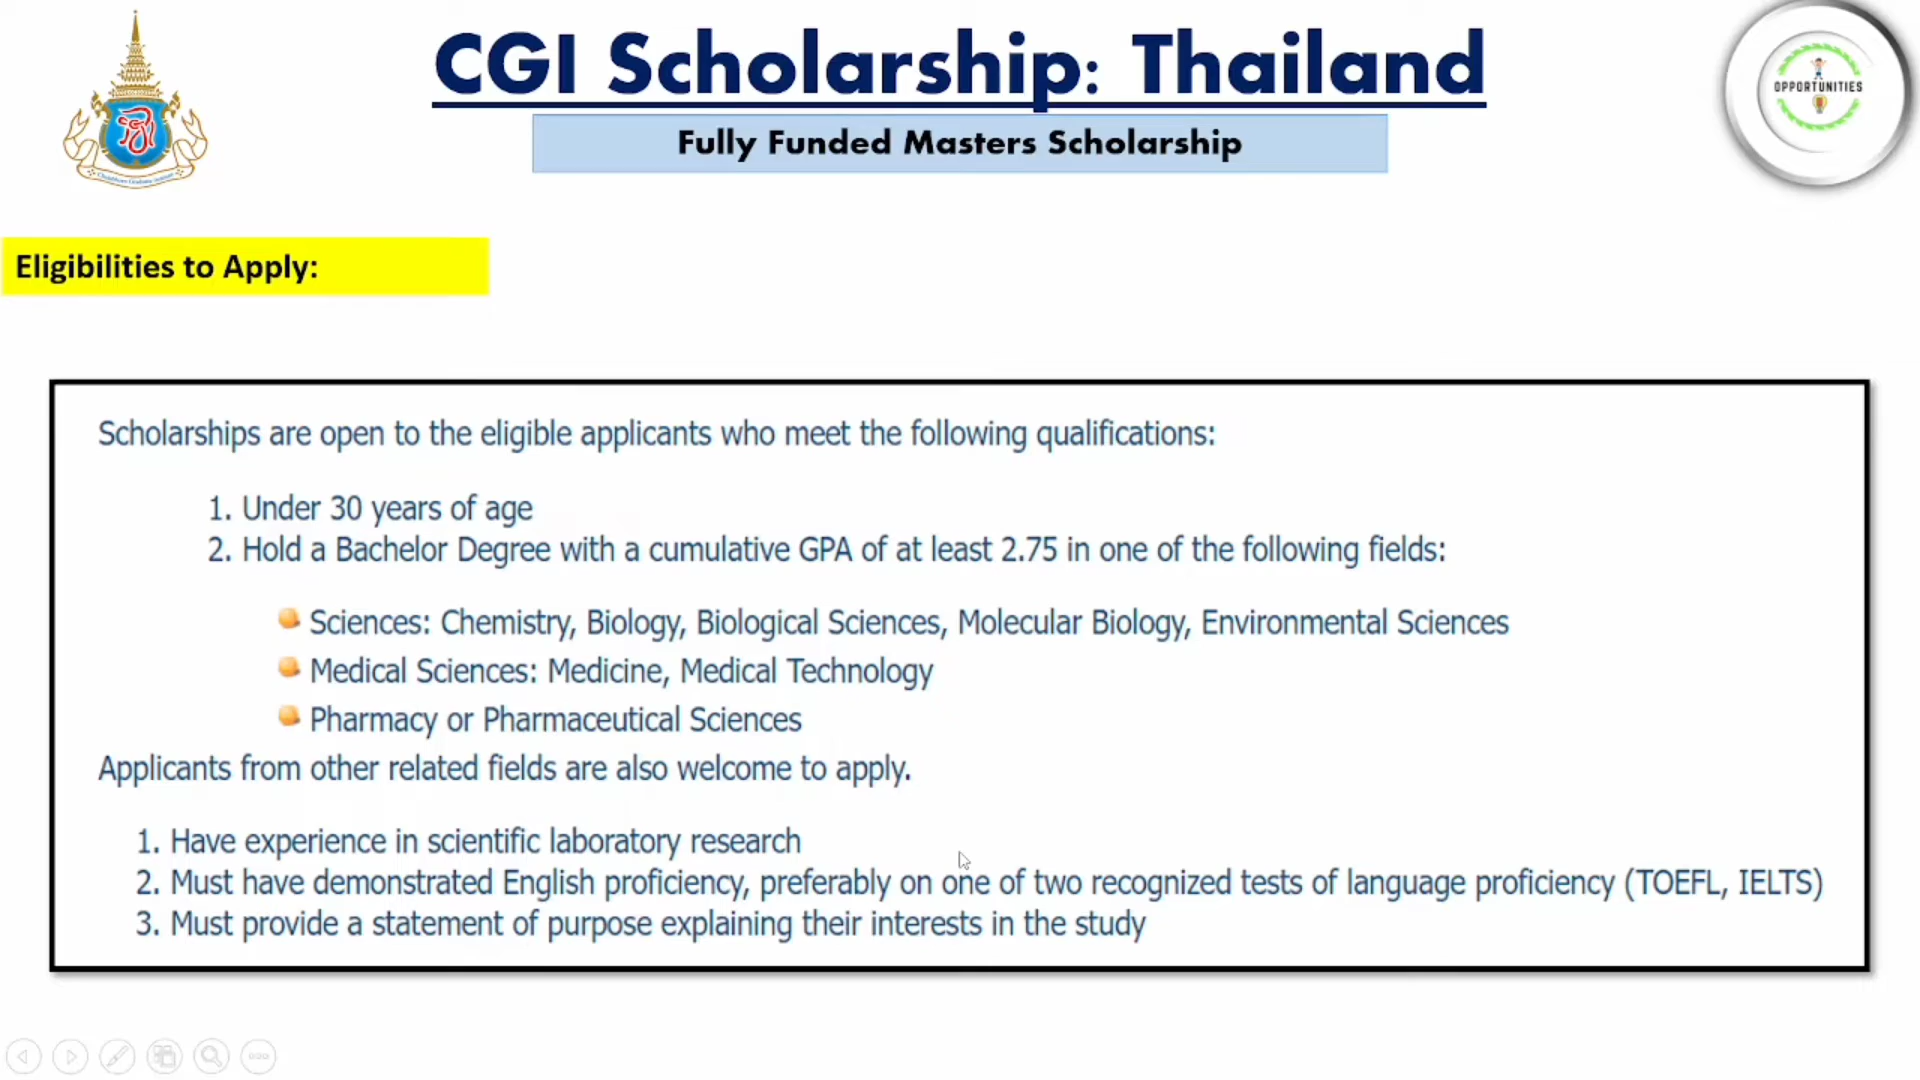 CGI Scholarship: Thailand
Fully Funded Masters Scholarship
OPPORTUNITIES
Eligibilities to Apply:
Scholarships are open to the eligible applicants who meet the following qualifications:
1. Under 30 years of age
2. Hold a Bachelor Degree with a cumulative GPA of at least 2.75 in one of the following fields:
Sciences: Chemistry, Biology, Biological Sciences, Molecular Biology, Environmental Sciences
Medical Sciences: Medicine, Medical Technology
Pharmacy or Pharmaceutical Sciences
Applicants from other related fields are also welcome to apply.
1. Have experience in scientific laboratory research
2. Must have demonstrated English proficiency, preferably on one of two recognized tests of language proficiency (TOEFL, IELTS)
3. Must provide a statement of purpose explaining their interests in the study